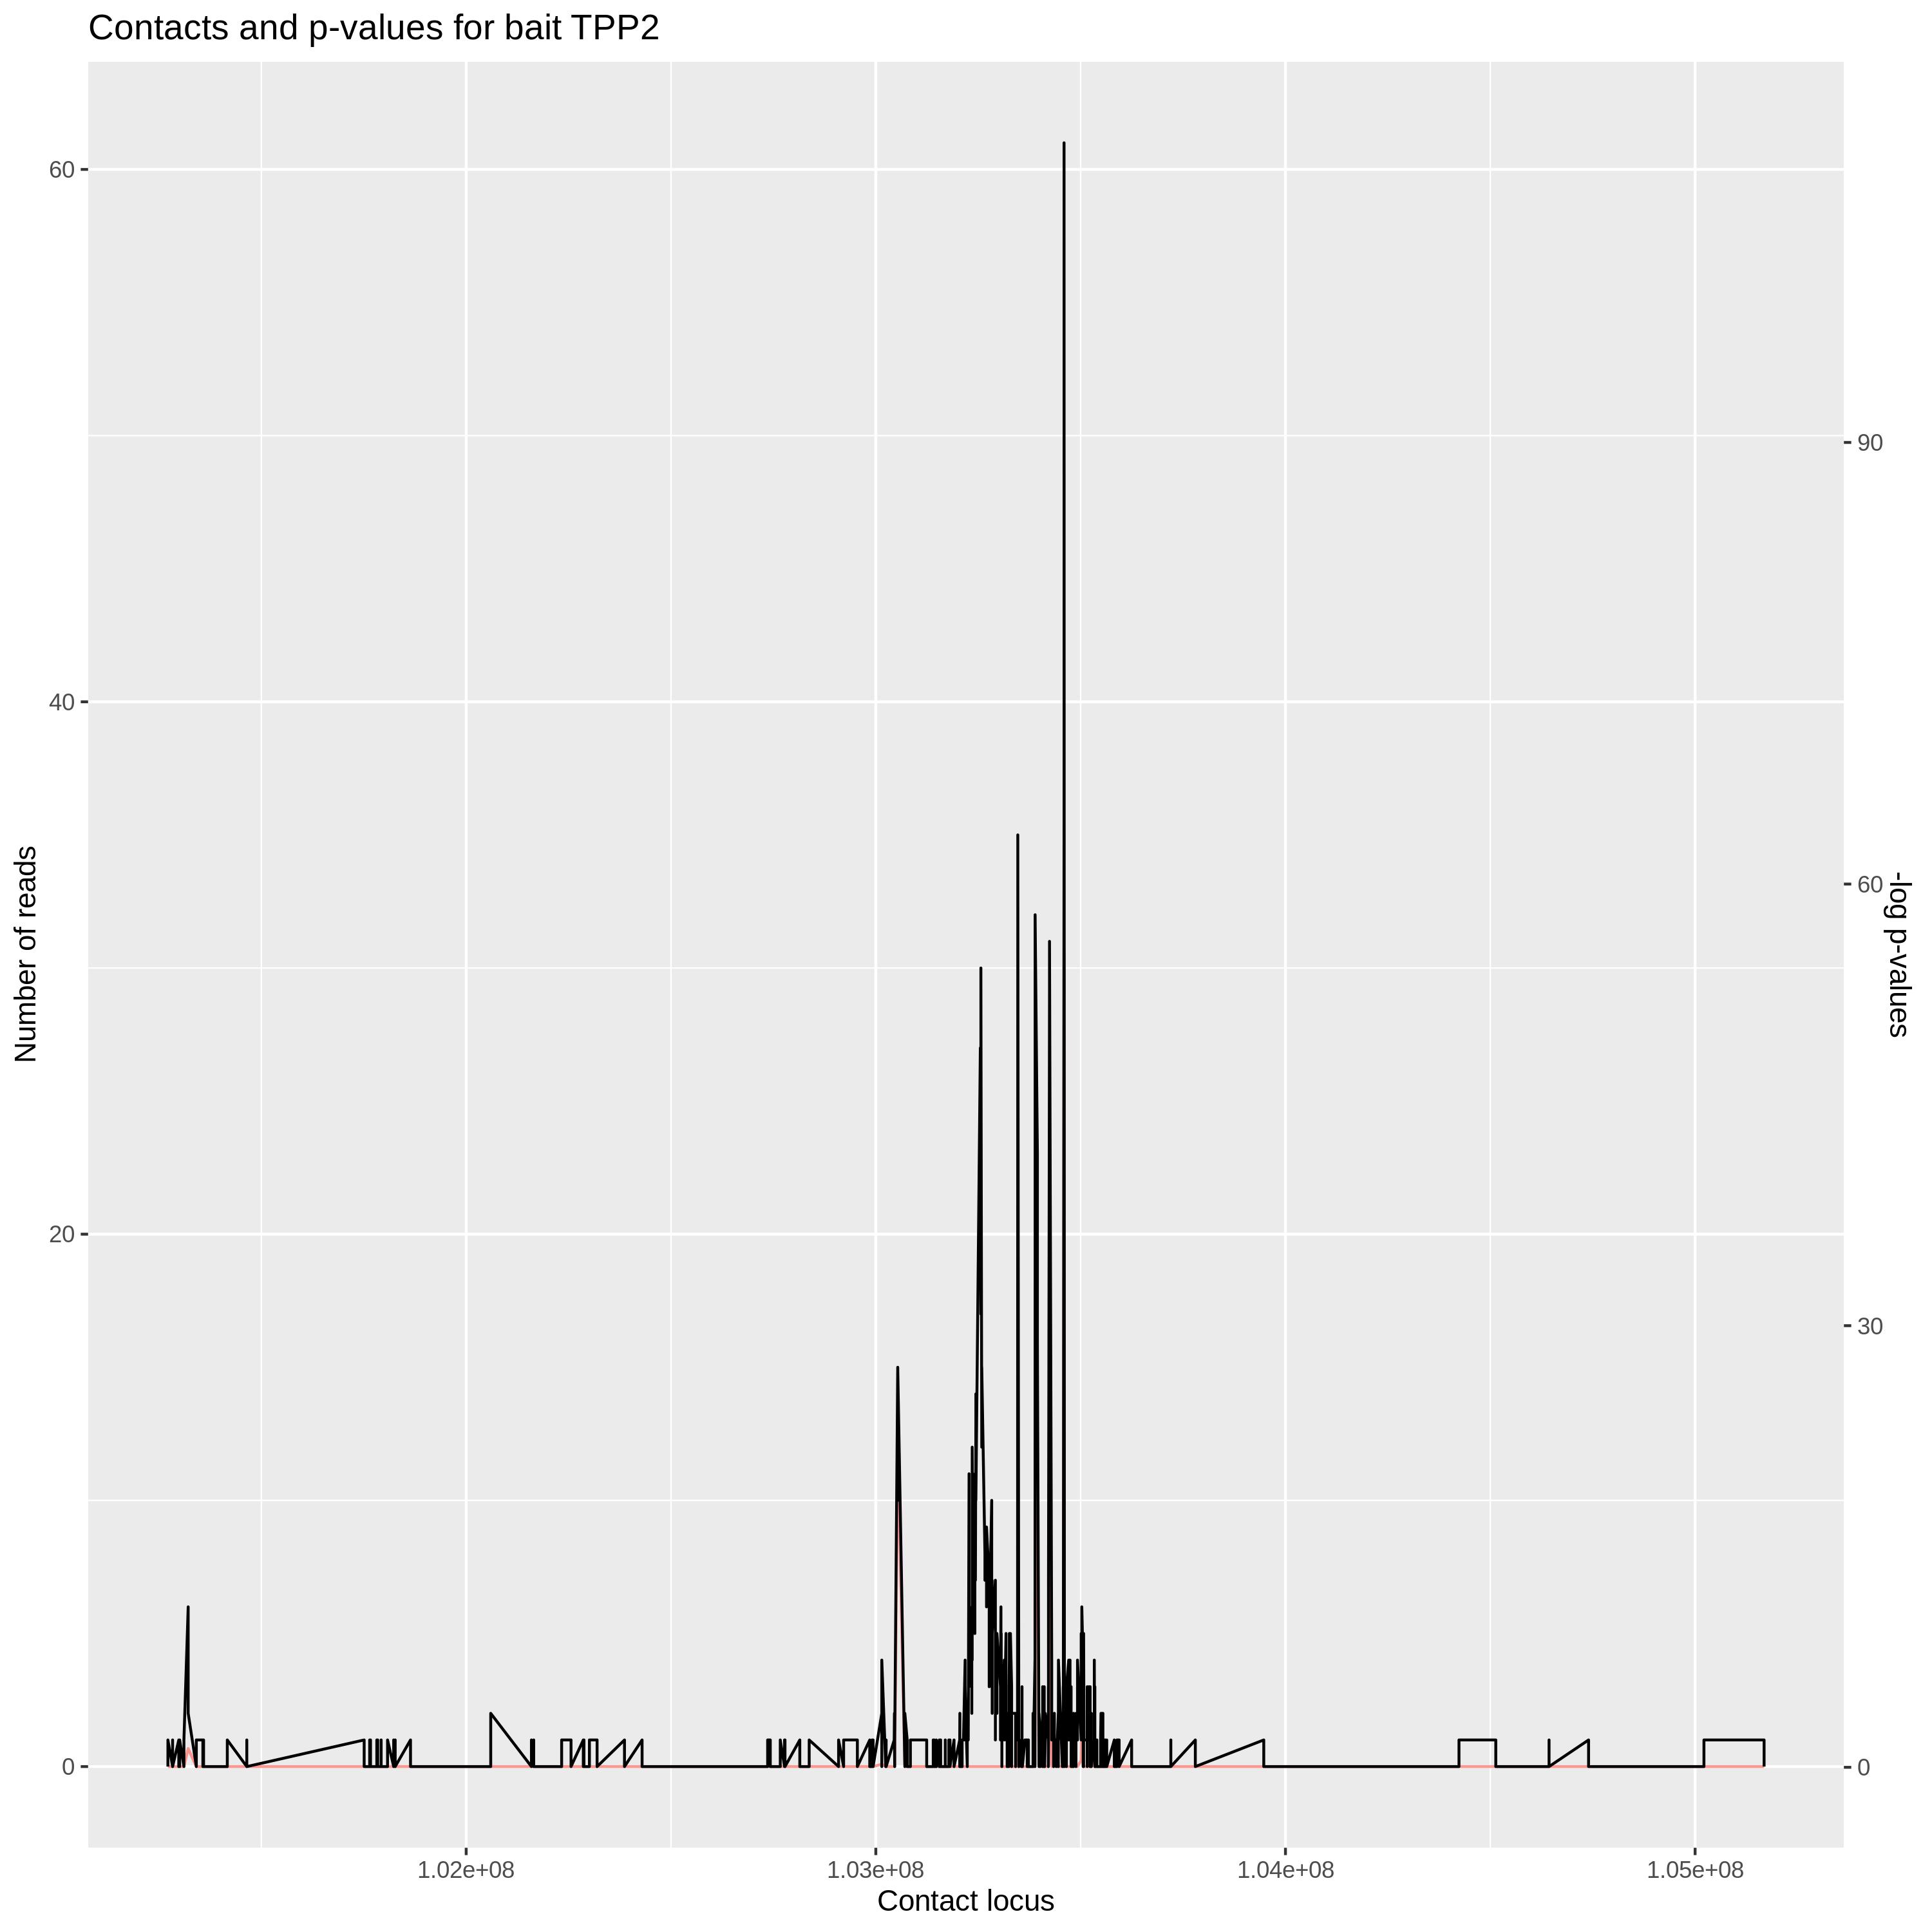 Contacts and p-values for bait TPP2
60
40
20
0
Number of reads
90
60
30
0
-log p-values
1.02e+08
1.03e+08
1.04e+08
1.05e+08
Contact locus